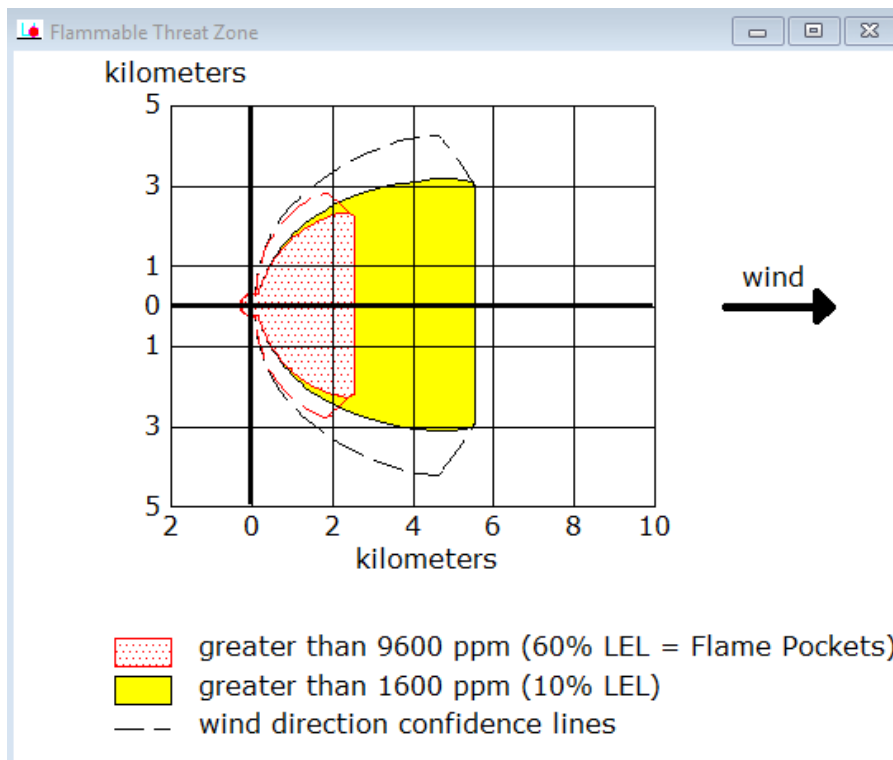 Flammable Threat Zone
kilometers
5
3
1
0
1
3
5
wind
2 0 2 4 6 8 10
kilometers
greater than 9600 ppm (60% LEL = Flame Pockets)
greater than 1600 ppm (10% LEL)
wind direction confidence lines